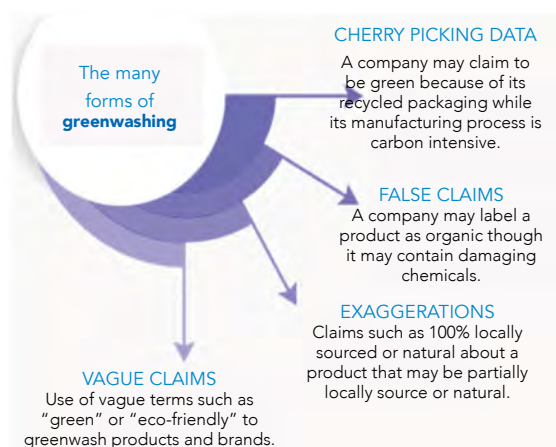 The many
forms of
greenwashing
CHERRY PICKING DATA
A company may claim to
be green because of its
recycled packaging while
its manufacturing process is
carbon intensive.
FALSE CLAIMS
A company may label a
product as organic though
it may contain damaging
chemicals.
EXAGGERATIONS
Claims such as 100% locally
sourced or natural about a
product that may be partially
locally source or natural.
VAGUE CLAIMS
Use of vague terms such as
“green” or “eco-friendly” to
greenwash products and brands.